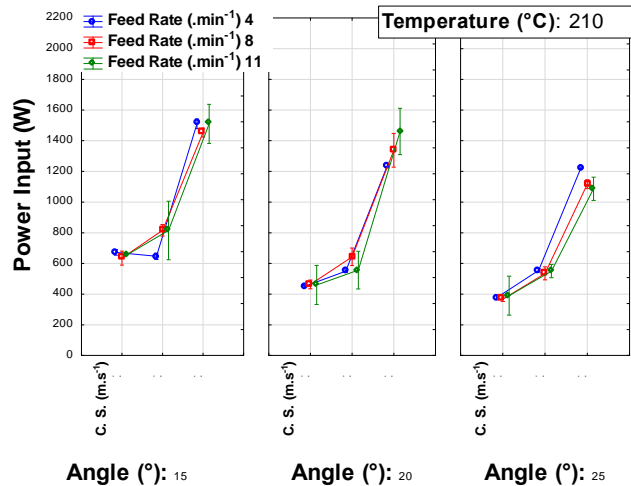 Feed Rate (.min-1) 4
Feed Rate (.min-1) 8
Feed Rate (.min-1) 11
Temperature (°C): 210
Power Input (W)
2200
2000
1800
1600
1400
1200
1000
800
600
400
200
0
C. S. (m.s-1)
C. S. (m.s-1)
C. S. (m.s-1)
Angle (°): 15
Angle (°): 20
Angle (°): 25